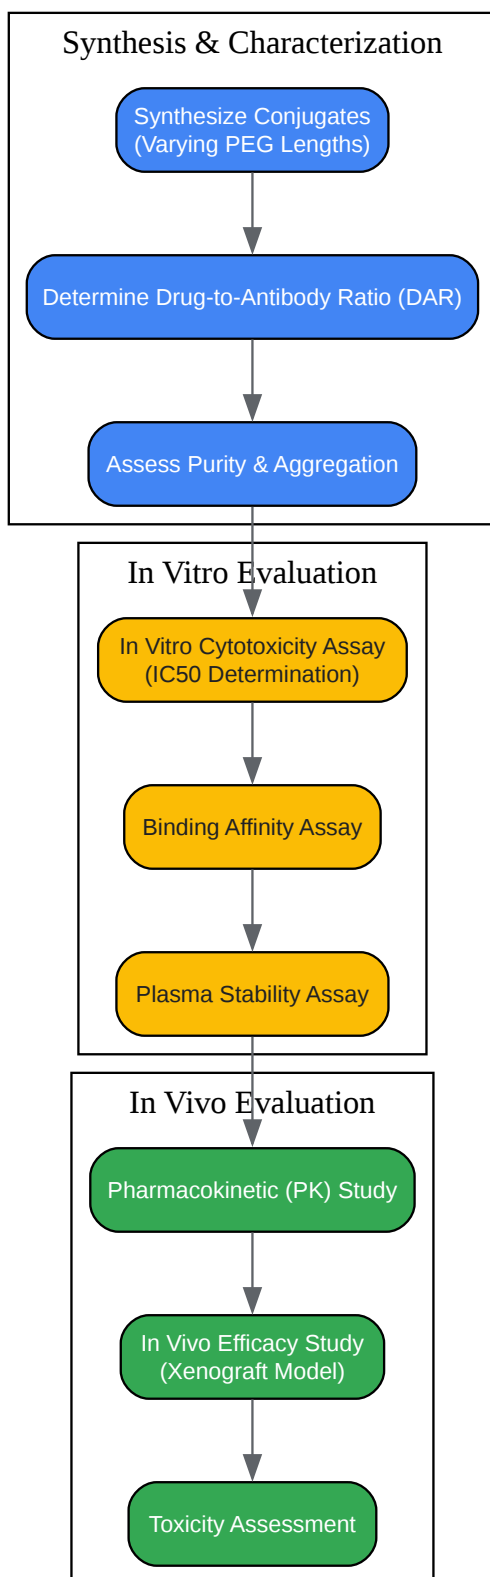 Synthesis & Characterization
Synthesize Conjugates
(Varying PEG Lengths)
Determine Drug-to-Antibody Ratio (DAR)
Assess Purity & Aggregation
In Vitro Evaluation
In Vitro Cytotoxicity Assay
(IC50 Determination)
Binding Affinity Assay
Plasma Stability Assay
In Vivo Evaluation
Pharmacokinetic (PK) Study
In Vivo Efficacy Study
(Xenograft Model)
Toxicity Assessment